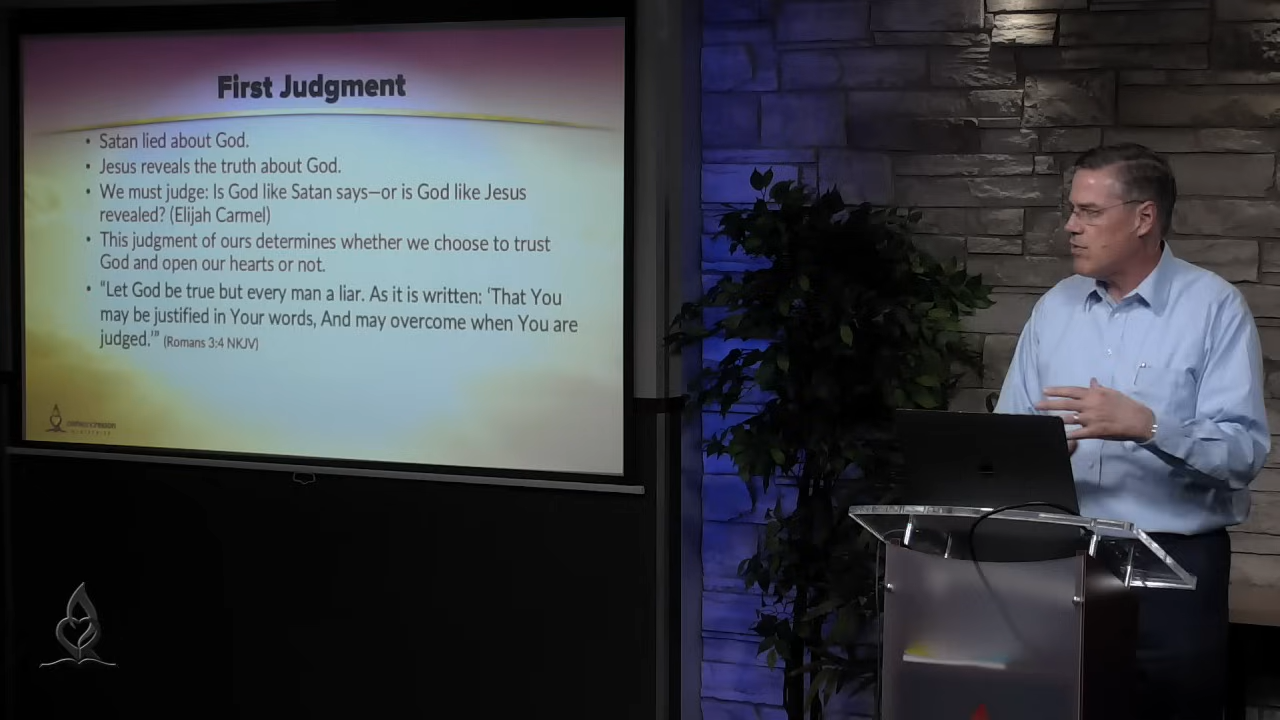 First Judgment
• Satan lied about God.
• Jesus reveals the truth about God.
• We must judge: Is God like Satan says—or is God like Jesus
revealed? (Elijah Carmel)
• This judgment of ours determines whether we choose to trust
God and open our hearts or not.
• “Let God be true but every man a liar. As it is written: ‘That You
may be justified in Your words, And may overcome when You are
judged.’” (Romans 3:4 NKJV)